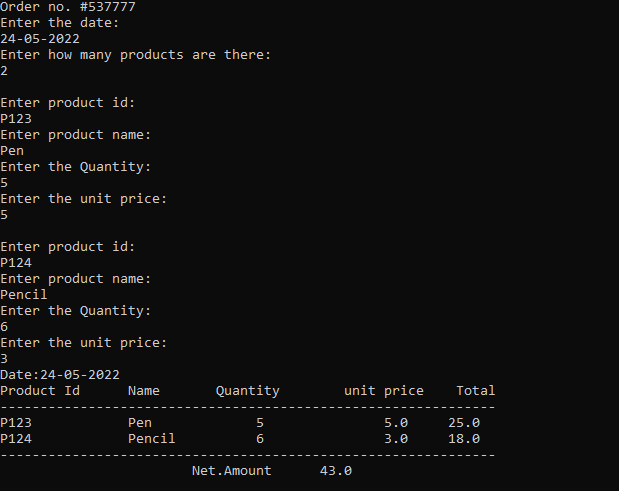 Order no. #537777
Enter the date:
24-05-2022
Enter how many products are there:
2
Enter product id:
P123
Enter product name:
Pen
Enter the Quantity:
5
Enter the unit price:
5
Enter product id:
P124
Enter product name:
Pencil
Enter the Quantity:
6
Enter the unit price:
3
Date:24-05-2022
Product Id      Name       Quantity        unit price    Total
--------------------------------------------------------------
P123            Pen             5               5.0     25.0
P124            Pencil          6               3.0     18.0
--------------------------------------------------------------
                        Net.Amount      43.0